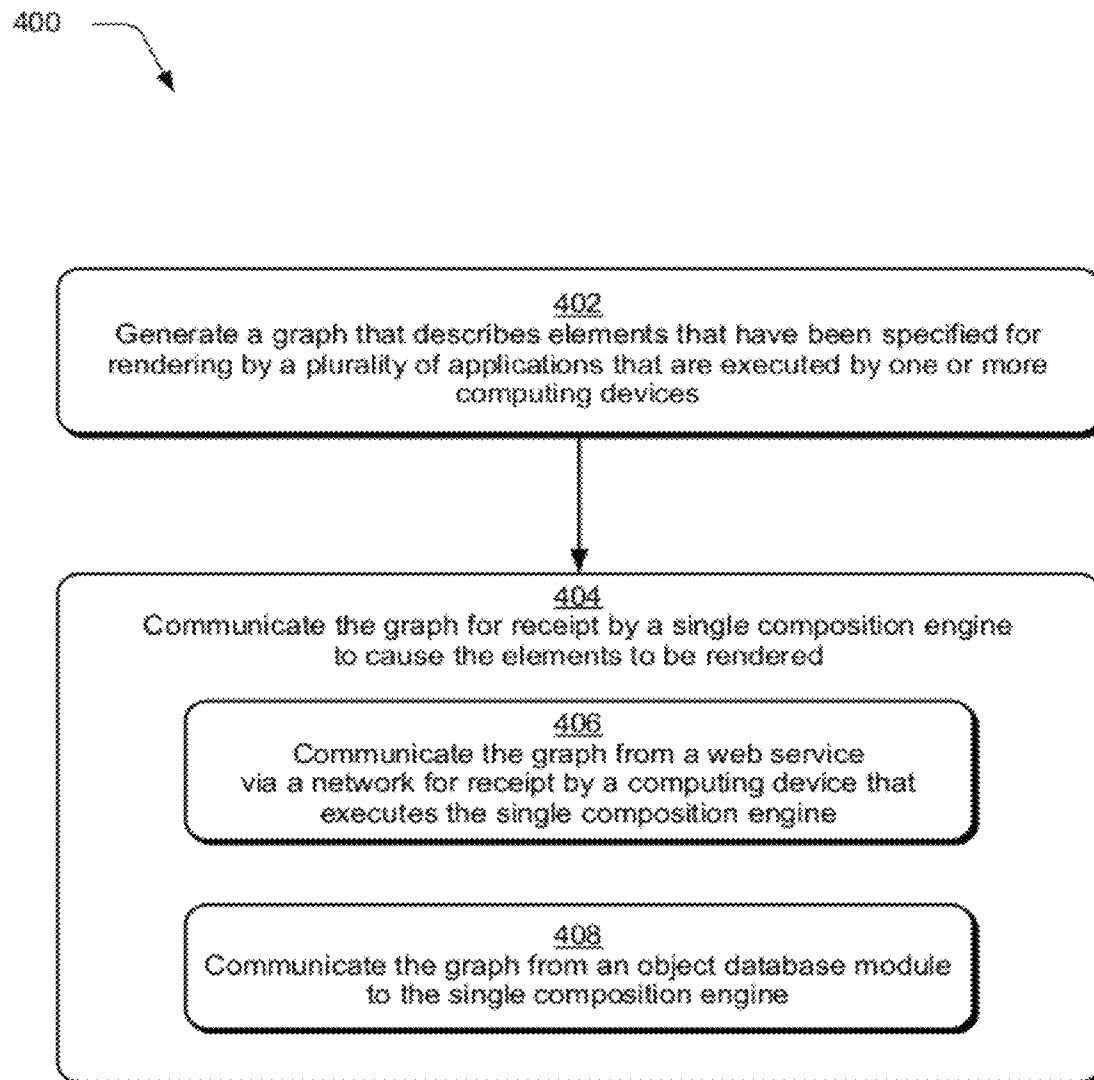 400
402
Generate a graph that describes elements that have been specified for
rendering by a plurality of applications that are executed by one or more
computing devices
404
Communicate the graph for receipt by a single composition engine
to cause the elements to be rendered
406
Communicate the graph from a web service
via a network for receipt by a computing device that
executes the single composition engine
408
Communicate the graph from an object database module
to the single composition engine